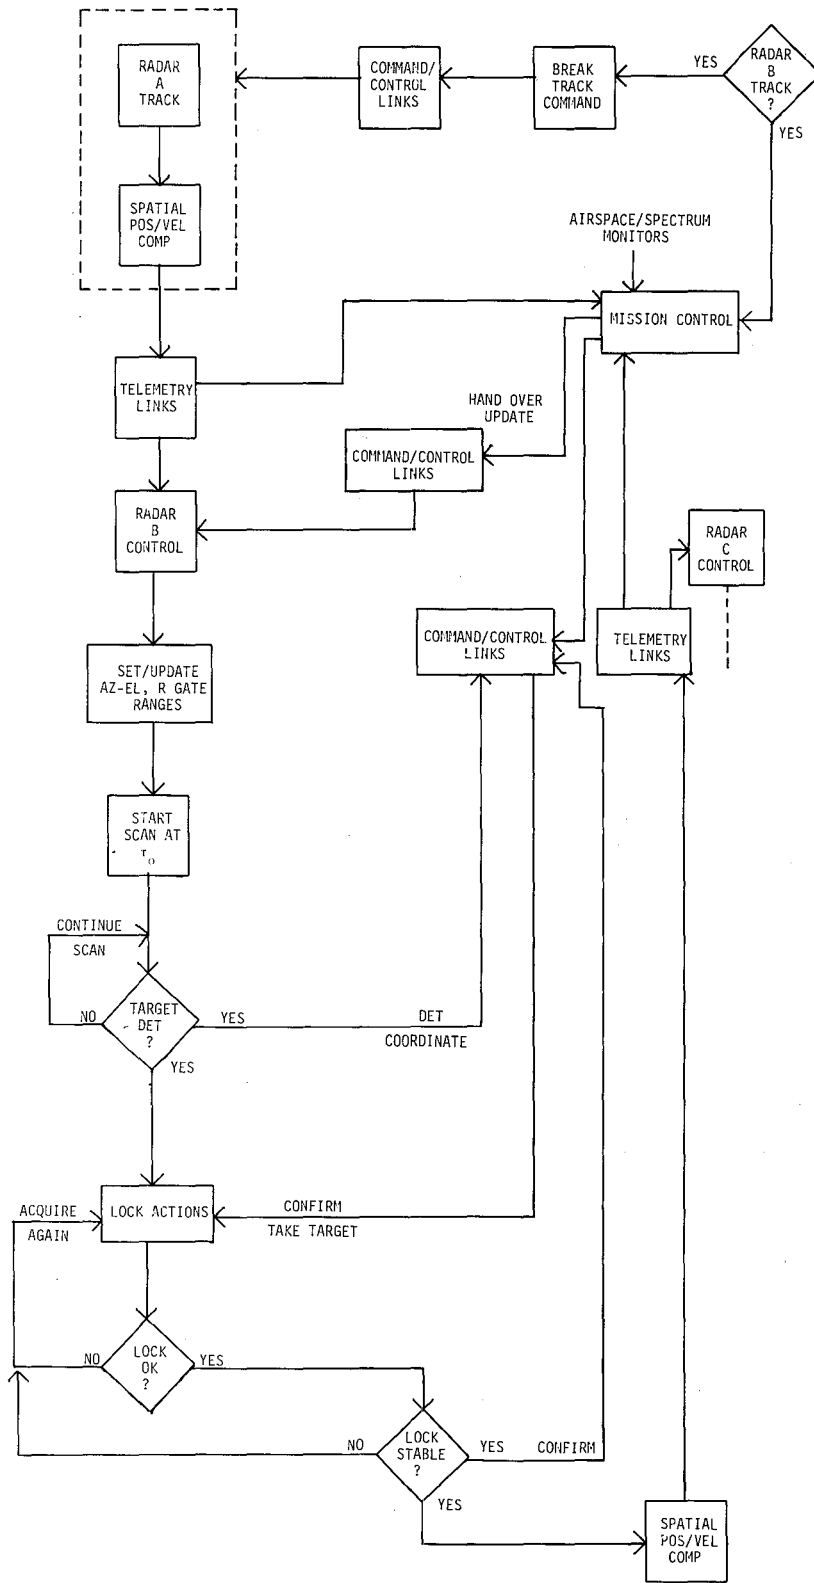 RADAR
A
TRACK
COMMAND/
CONTROL
LINKS
BREAK
TRACK
COMMAND
YES
RADAR
B
TRACK
?
YES
SPATIAL
POS/VEL
COMP
AIRSPACE/SPECTRUM
MONITORS
MISSION CONTROL
TELEMETRY
LINKS
HAND OVER
UPDATE
COMMAND/CONTROL
LINKS
RADAR
B
CONTROL
RADAR
C
CONTROL
COMMAND/CONTROL
LINKS
TELEMETRY
LINKS
SET/UPDATE
AZ-EL, R GATE
RANGES
START
SCAN AT
T0
CONTINUE
SCAN
NO
TARGET
DET
?
YES
DET
COORDINATE
YES
ACQUIRE
AGAIN
LOCK ACTIONS
CONFIRM
TAKE TARGET
NO
LOCK
OK
?
YES
NO
LOCK
STABLE
?
YES CONFIRM
YES
SPATIAL
POS/VEL
COMP